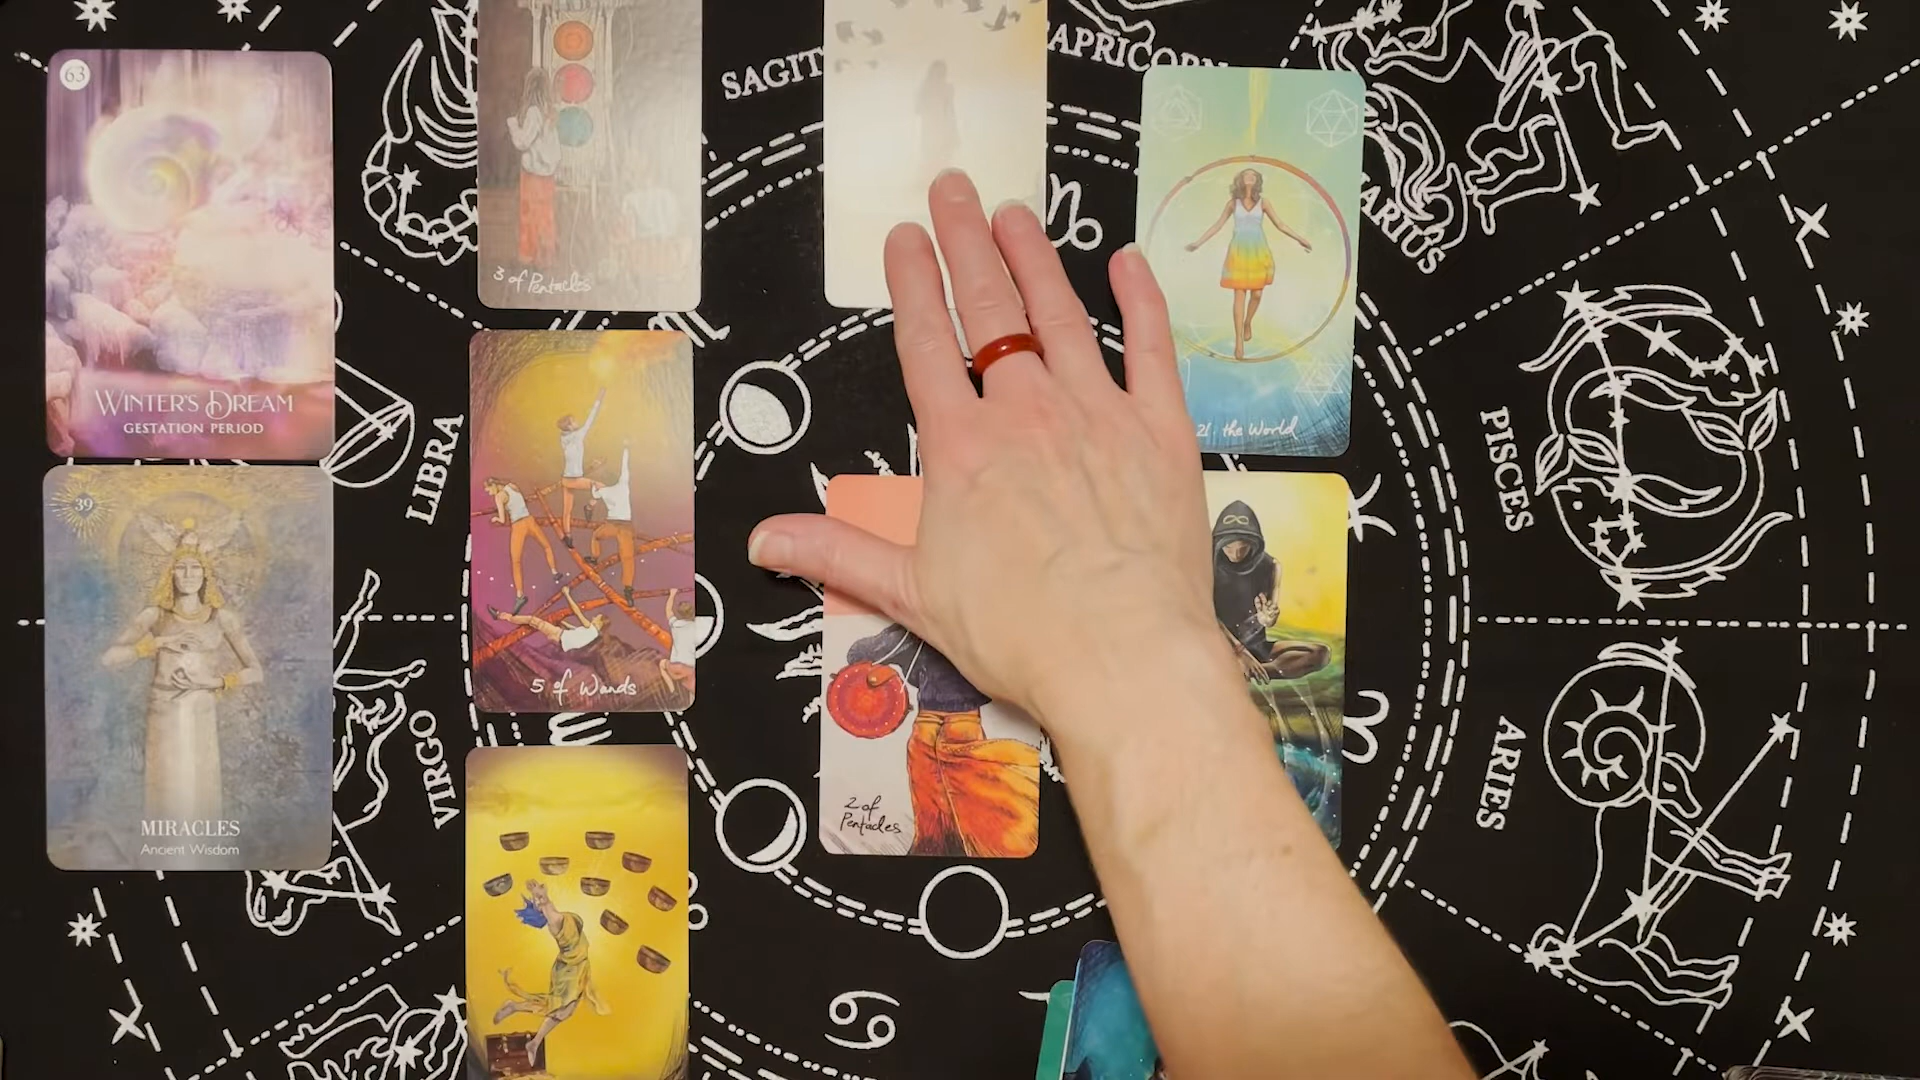 63
WINTER'S DREAM
GESTATION PERIOD
39
MIRACLES
Ancient Wisdom
3 of Pentacles
5 of Wands
2 of
Pentacles
21. the World
SAGIT
APRICORN
ARIUS
PISCES
ARIES
LIBRA
VIRGO